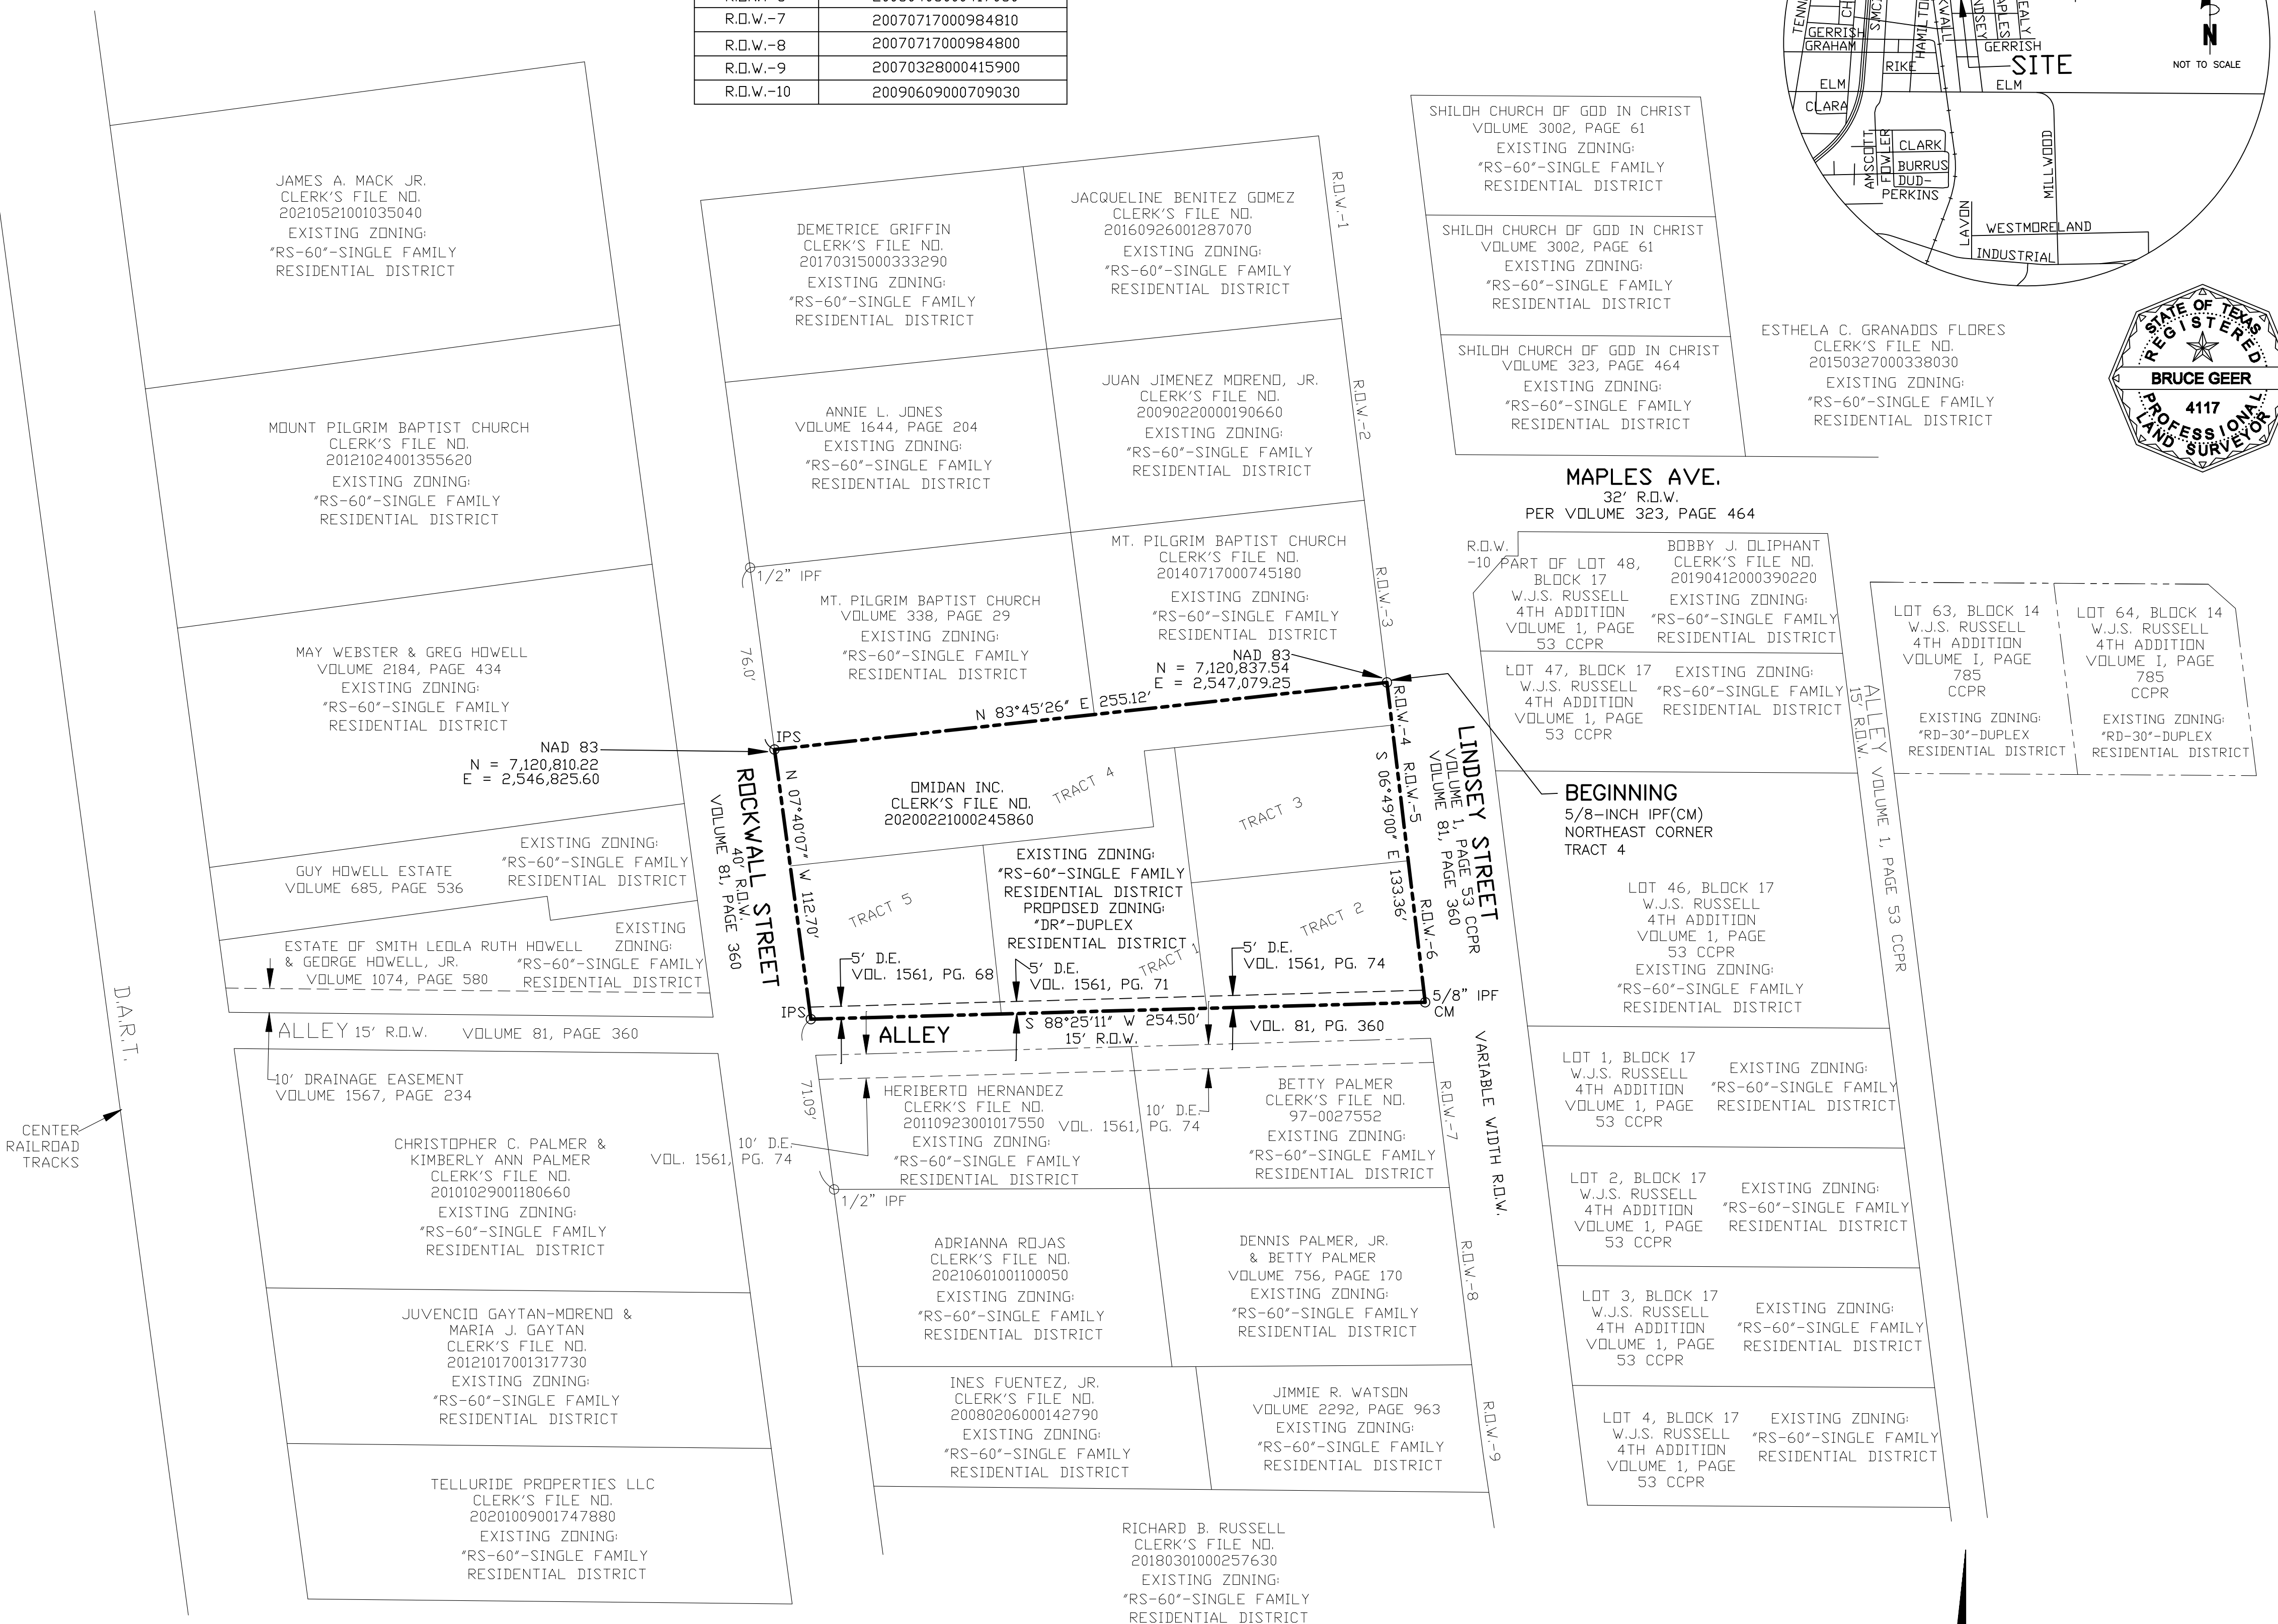 R.O.W.-7 20070717000984810
R.O.W.-8 20070717000984800
R.O.W.-9 20070328000415900
R.O.W.-10 20090609000709030
GERRISH
GRAHAM
HAMILTON
GERRISH
RIKE
SITE
ELM
ELM
CLARA
AMSCOTT
FOWLER
CLARK
BURRUS
DUD-
PERKINS
MILLWOOD
LAVON
WESTMORELAND
INDUSTRIAL
N
NOT TO SCALE
STATE OF TEXAS
REGISTERED
BRUCE GEER
4117
PROFESSIONAL
LAND SURVEYOR
JAMES A. MACK JR.
CLERK'S FILE NO.
20210521001035040
EXISTING ZONING:
"RS-60"-SINGLE FAMILY
RESIDENTIAL DISTRICT
MOUNT PILGRIM BAPTIST CHURCH
CLERK'S FILE NO.
20121024001355620
EXISTING ZONING:
"RS-60"-SINGLE FAMILY
RESIDENTIAL DISTRICT
MAY WEBSTER & GREG HOWELL
VOLUME 2184, PAGE 434
EXISTING ZONING:
"RS-60"-SINGLE FAMILY
RESIDENTIAL DISTRICT
NAD 83
N = 7,120,810.22
E = 2,546,825.60
GUY HOWELL ESTATE
VOLUME 685, PAGE 536
EXISTING ZONING:
"RS-60"-SINGLE FAMILY
RESIDENTIAL DISTRICT
ESTATE OF SMITH LEOLA RUTH HOWELL
& GEORGE HOWELL, JR.
VOLUME 1074, PAGE 580
EXISTING
ZONING:
"RS-60"-SINGLE FAMILY
RESIDENTIAL DISTRICT
ALLEY 15' R.O.W. VOLUME 81, PAGE 360
10' DRAINAGE EASEMENT
VOLUME 1567, PAGE 234
D.A.R.T.
CENTER
RAILROAD
TRACKS
CHRISTOPHER C. PALMER &
KIMBERLY ANN PALMER
CLERK'S FILE NO.
20101029001180660
EXISTING ZONING:
"RS-60"-SINGLE FAMILY
RESIDENTIAL DISTRICT
JUVENCIO GAYTAN-MORENO &
MARIA J. GAYTAN
CLERK'S FILE NO.
20121017001317730
EXISTING ZONING:
"RS-60"-SINGLE FAMILY
RESIDENTIAL DISTRICT
TELLURIDE PROPERTIES LLC
CLERK'S FILE NO.
20201009001747880
EXISTING ZONING:
"RS-60"-SINGLE FAMILY
RESIDENTIAL DISTRICT
DEMETRICE GRIFFIN
CLERK'S FILE NO.
20170315000333290
EXISTING ZONING:
"RS-60"-SINGLE FAMILY
RESIDENTIAL DISTRICT
JACQUELINE BENITEZ GOMEZ
CLERK'S FILE NO.
20160926001287070
EXISTING ZONING:
"RS-60"-SINGLE FAMILY
RESIDENTIAL DISTRICT
R.O.W.-1
ANNIE L. JONES
VOLUME 1644, PAGE 204
EXISTING ZONING:
"RS-60"-SINGLE FAMILY
RESIDENTIAL DISTRICT
JUAN JIMENEZ MORENO, JR.
CLERK'S FILE NO.
20090220000190660
EXISTING ZONING:
"RS-60"-SINGLE FAMILY
RESIDENTIAL DISTRICT
R.O.W.-2
1/2" IPF
76.0'
MT. PILGRIM BAPTIST CHURCH
VOLUME 338, PAGE 29
EXISTING ZONING:
"RS-60"-SINGLE FAMILY
RESIDENTIAL DISTRICT
MT. PILGRIM BAPTIST CHURCH
CLERK'S FILE NO.
20140717000745180
EXISTING ZONING:
"RS-60"-SINGLE FAMILY
RESIDENTIAL DISTRICT
R.O.W.-3
NAD 83
N = 7,120,837.54
E = 2,547,079.25
N 83°45'26" E 255.12'
IPS
ROCKWALL STREET
40' R.O.W.
VOLUME 81, PAGE 360
N 07°40'07" W 112.70'
OMIDAN INC.
CLERK'S FILE NO.
20200221000245860
TRACT 4
TRACT 3
TRACT 5
TRACT 2
TRACT 1
EXISTING ZONING:
"RS-60"-SINGLE FAMILY
RESIDENTIAL DISTRICT
PROPOSED ZONING:
"DR"-DUPLEX
RESIDENTIAL DISTRICT
5' D.E.
VOL. 1561, PG. 68
5' D.E.
VOL. 1561, PG. 71
5' D.E.
VOL. 1561, PG. 74
R.O.W.-4
R.O.W.-5
R.O.W.-6
S 06°49'00" E 133.36'
LINDSEY STREET
VOLUME 1, PAGE 53 CCPR
VOLUME 81, PAGE 360
VARIABLE WIDTH R.O.W.
IPS
5/8" IPF
CM
ALLEY
S 88°25'11" W 254.50'
15' R.O.W.
VOL. 81, PG. 360
71.09'
HERIBERTO HERNANDEZ
CLERK'S FILE NO.
20110923001017550
EXISTING ZONING:
"RS-60"-SINGLE FAMILY
RESIDENTIAL DISTRICT
10' D.E.
VOL. 1561, PG. 74
10' D.E.
VOL. 1561, PG. 74
BETTY PALMER
CLERK'S FILE NO.
97-0027552
EXISTING ZONING:
"RS-60"-SINGLE FAMILY
RESIDENTIAL DISTRICT
R.O.W.-7
1/2" IPF
ADRIANNA ROJAS
CLERK'S FILE NO.
20210601001100050
EXISTING ZONING:
"RS-60"-SINGLE FAMILY
RESIDENTIAL DISTRICT
DENNIS PALMER, JR.
& BETTY PALMER
VOLUME 756, PAGE 170
EXISTING ZONING:
"RS-60"-SINGLE FAMILY
RESIDENTIAL DISTRICT
R.O.W.-8
INES FUENTEZ, JR.
CLERK'S FILE NO.
20080206000142790
EXISTING ZONING:
"RS-60"-SINGLE FAMILY
RESIDENTIAL DISTRICT
JIMMIE R. WATSON
VOLUME 2292, PAGE 963
EXISTING ZONING:
"RS-60"-SINGLE FAMILY
RESIDENTIAL DISTRICT
R.O.W.-9
RICHARD B. RUSSELL
CLERK'S FILE NO.
20180301000257630
EXISTING ZONING:
"RS-60"-SINGLE FAMILY
RESIDENTIAL DISTRICT
SHILOH CHURCH OF GOD IN CHRIST
VOLUME 3002, PAGE 61
EXISTING ZONING:
"RS-60"-SINGLE FAMILY
RESIDENTIAL DISTRICT
SHILOH CHURCH OF GOD IN CHRIST
VOLUME 3002, PAGE 61
EXISTING ZONING:
"RS-60"-SINGLE FAMILY
RESIDENTIAL DISTRICT
SHILOH CHURCH OF GOD IN CHRIST
VOLUME 323, PAGE 464
EXISTING ZONING:
"RS-60"-SINGLE FAMILY
RESIDENTIAL DISTRICT
ESTHELA C. GRANADOS FLORES
CLERK'S FILE NO.
20150327000338030
EXISTING ZONING:
"RS-60"-SINGLE FAMILY
RESIDENTIAL DISTRICT
MAPLES AVE.
32' R.O.W.
PER VOLUME 323, PAGE 464
R.O.W.
-10
PART OF LOT 48,
BLOCK 17
W.J.S. RUSSELL
4TH ADDITION
VOLUME 1, PAGE
53 CCPR
BOBBY J. OLIPHANT
CLERK'S FILE NO.
20190412000390220
EXISTING ZONING:
"RS-60"-SINGLE FAMILY
RESIDENTIAL DISTRICT
LOT 47, BLOCK 17
W.J.S. RUSSELL
4TH ADDITION
VOLUME 1, PAGE
53 CCPR
EXISTING ZONING:
"RS-60"-SINGLE FAMILY
RESIDENTIAL DISTRICT
LOT 63, BLOCK 14
W.J.S. RUSSELL
4TH ADDITION
VOLUME I, PAGE
785
CCPR
EXISTING ZONING:
"RD-30"-DUPLEX
RESIDENTIAL DISTRICT
LOT 64, BLOCK 14
W.J.S. RUSSELL
4TH ADDITION
VOLUME I, PAGE
785
CCPR
EXISTING ZONING:
"RD-30"-DUPLEX
RESIDENTIAL DISTRICT
ALLEY VOLUME 1, PAGE 53 CCPR
15' R.O.W.
BEGINNING
5/8-INCH IPF(CM)
NORTHEAST CORNER
TRACT 4
LOT 46, BLOCK 17
W.J.S. RUSSELL
4TH ADDITION
VOLUME 1, PAGE
53 CCPR
EXISTING ZONING:
"RS-60"-SINGLE FAMILY
RESIDENTIAL DISTRICT
LOT 1, BLOCK 17
W.J.S. RUSSELL
4TH ADDITION
VOLUME 1, PAGE
53 CCPR
EXISTING ZONING:
"RS-60"-SINGLE FAMILY
RESIDENTIAL DISTRICT
LOT 2, BLOCK 17
W.J.S. RUSSELL
4TH ADDITION
VOLUME 1, PAGE
53 CCPR
EXISTING ZONING:
"RS-60"-SINGLE FAMILY
RESIDENTIAL DISTRICT
LOT 3, BLOCK 17
W.J.S. RUSSELL
4TH ADDITION
VOLUME 1, PAGE
53 CCPR
EXISTING ZONING:
"RS-60"-SINGLE FAMILY
RESIDENTIAL DISTRICT
LOT 4, BLOCK 17
W.J.S. RUSSELL
4TH ADDITION
VOLUME 1, PAGE
53 CCPR
EXISTING ZONING:
"RS-60"-SINGLE FAMILY
RESIDENTIAL DISTRICT